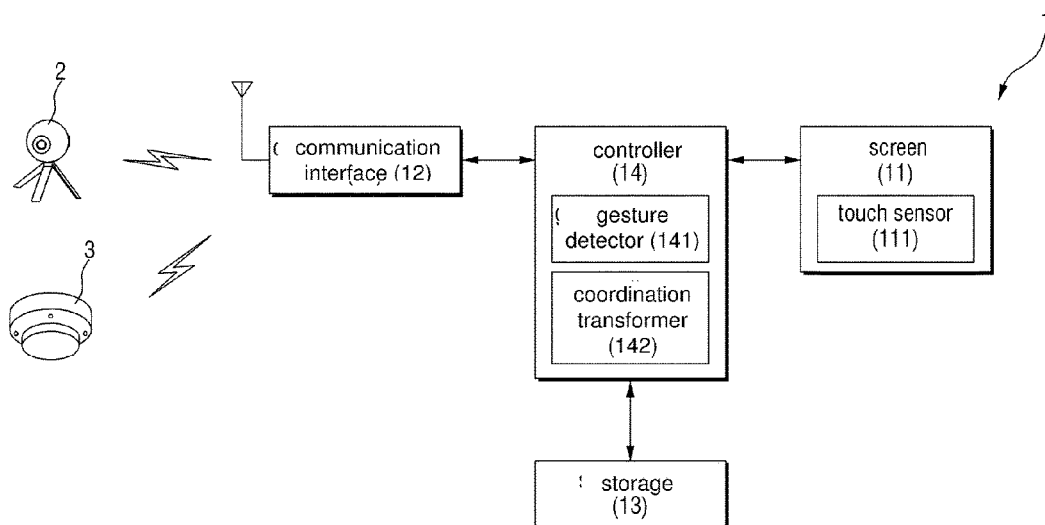 2
3
communication
interface (12)
controller
(14)
gesture
detector (141)
coordination
transformer
(142)
screen
(11)
touch sensor
(111)
storage
(13)